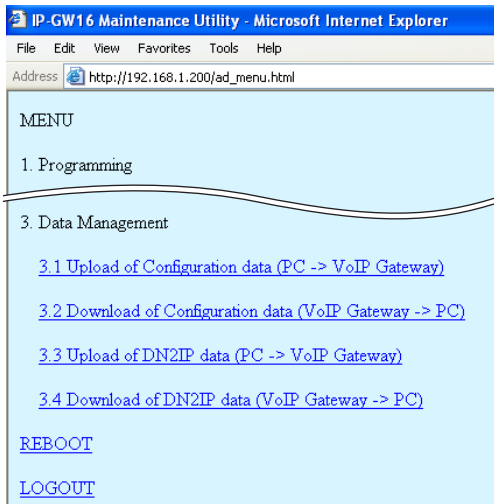 IP-GW16 Maintenance Utility - Microsoft Internet Explorer
File Edit View Favorites Tools Help
Address http://192.168.1.200/ad_menu.html
MENU
1. Programming
3. Data Management
3.1 Upload of Configuration data (PC -> VoIP Gateway)
3.2 Download of Configuration data (VoIP Gateway -> PC)
3.3 Upload of DN2IP data (PC -> VoIP Gateway)
3.4 Download of DN2IP data (VoIP Gateway -> PC)
REBOOT
LOGOUT